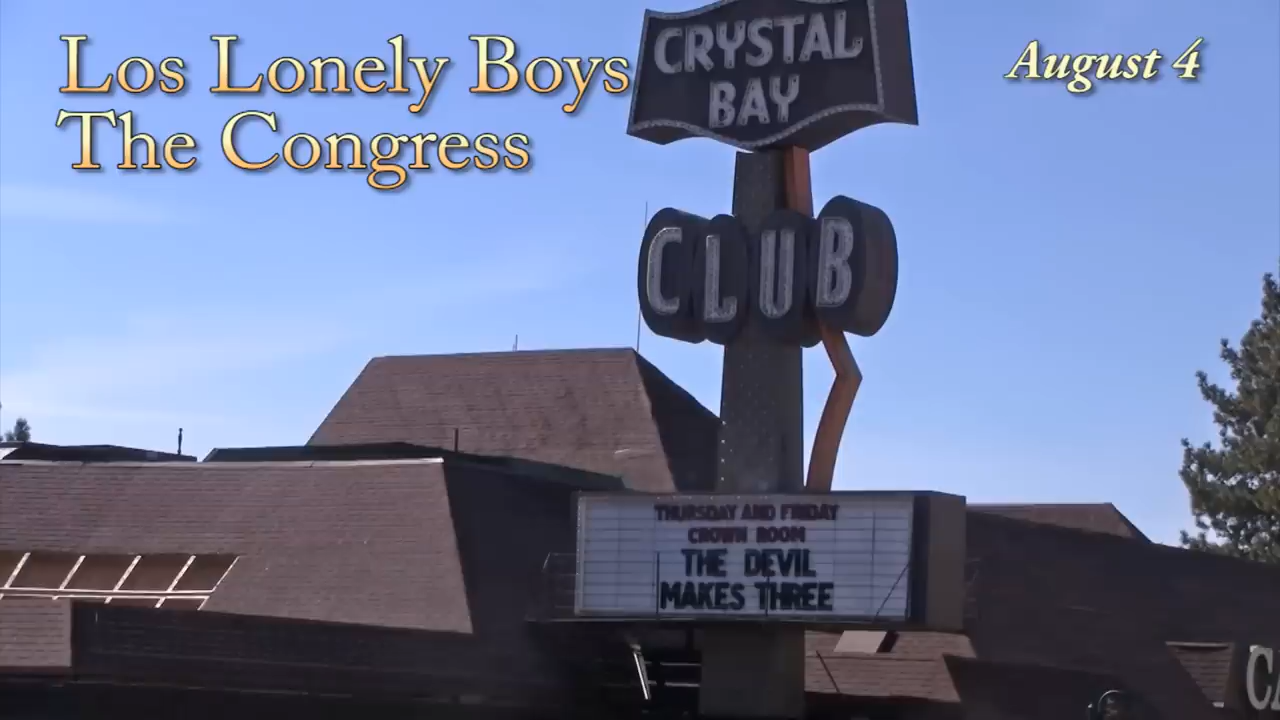 Los Lonely Boys
The Congress
August 4
CRYSTAL
BAY
CLUB
THURSDAY AND FRIDAY
CROWN ROOM
THE DEVIL
MAKES THREE